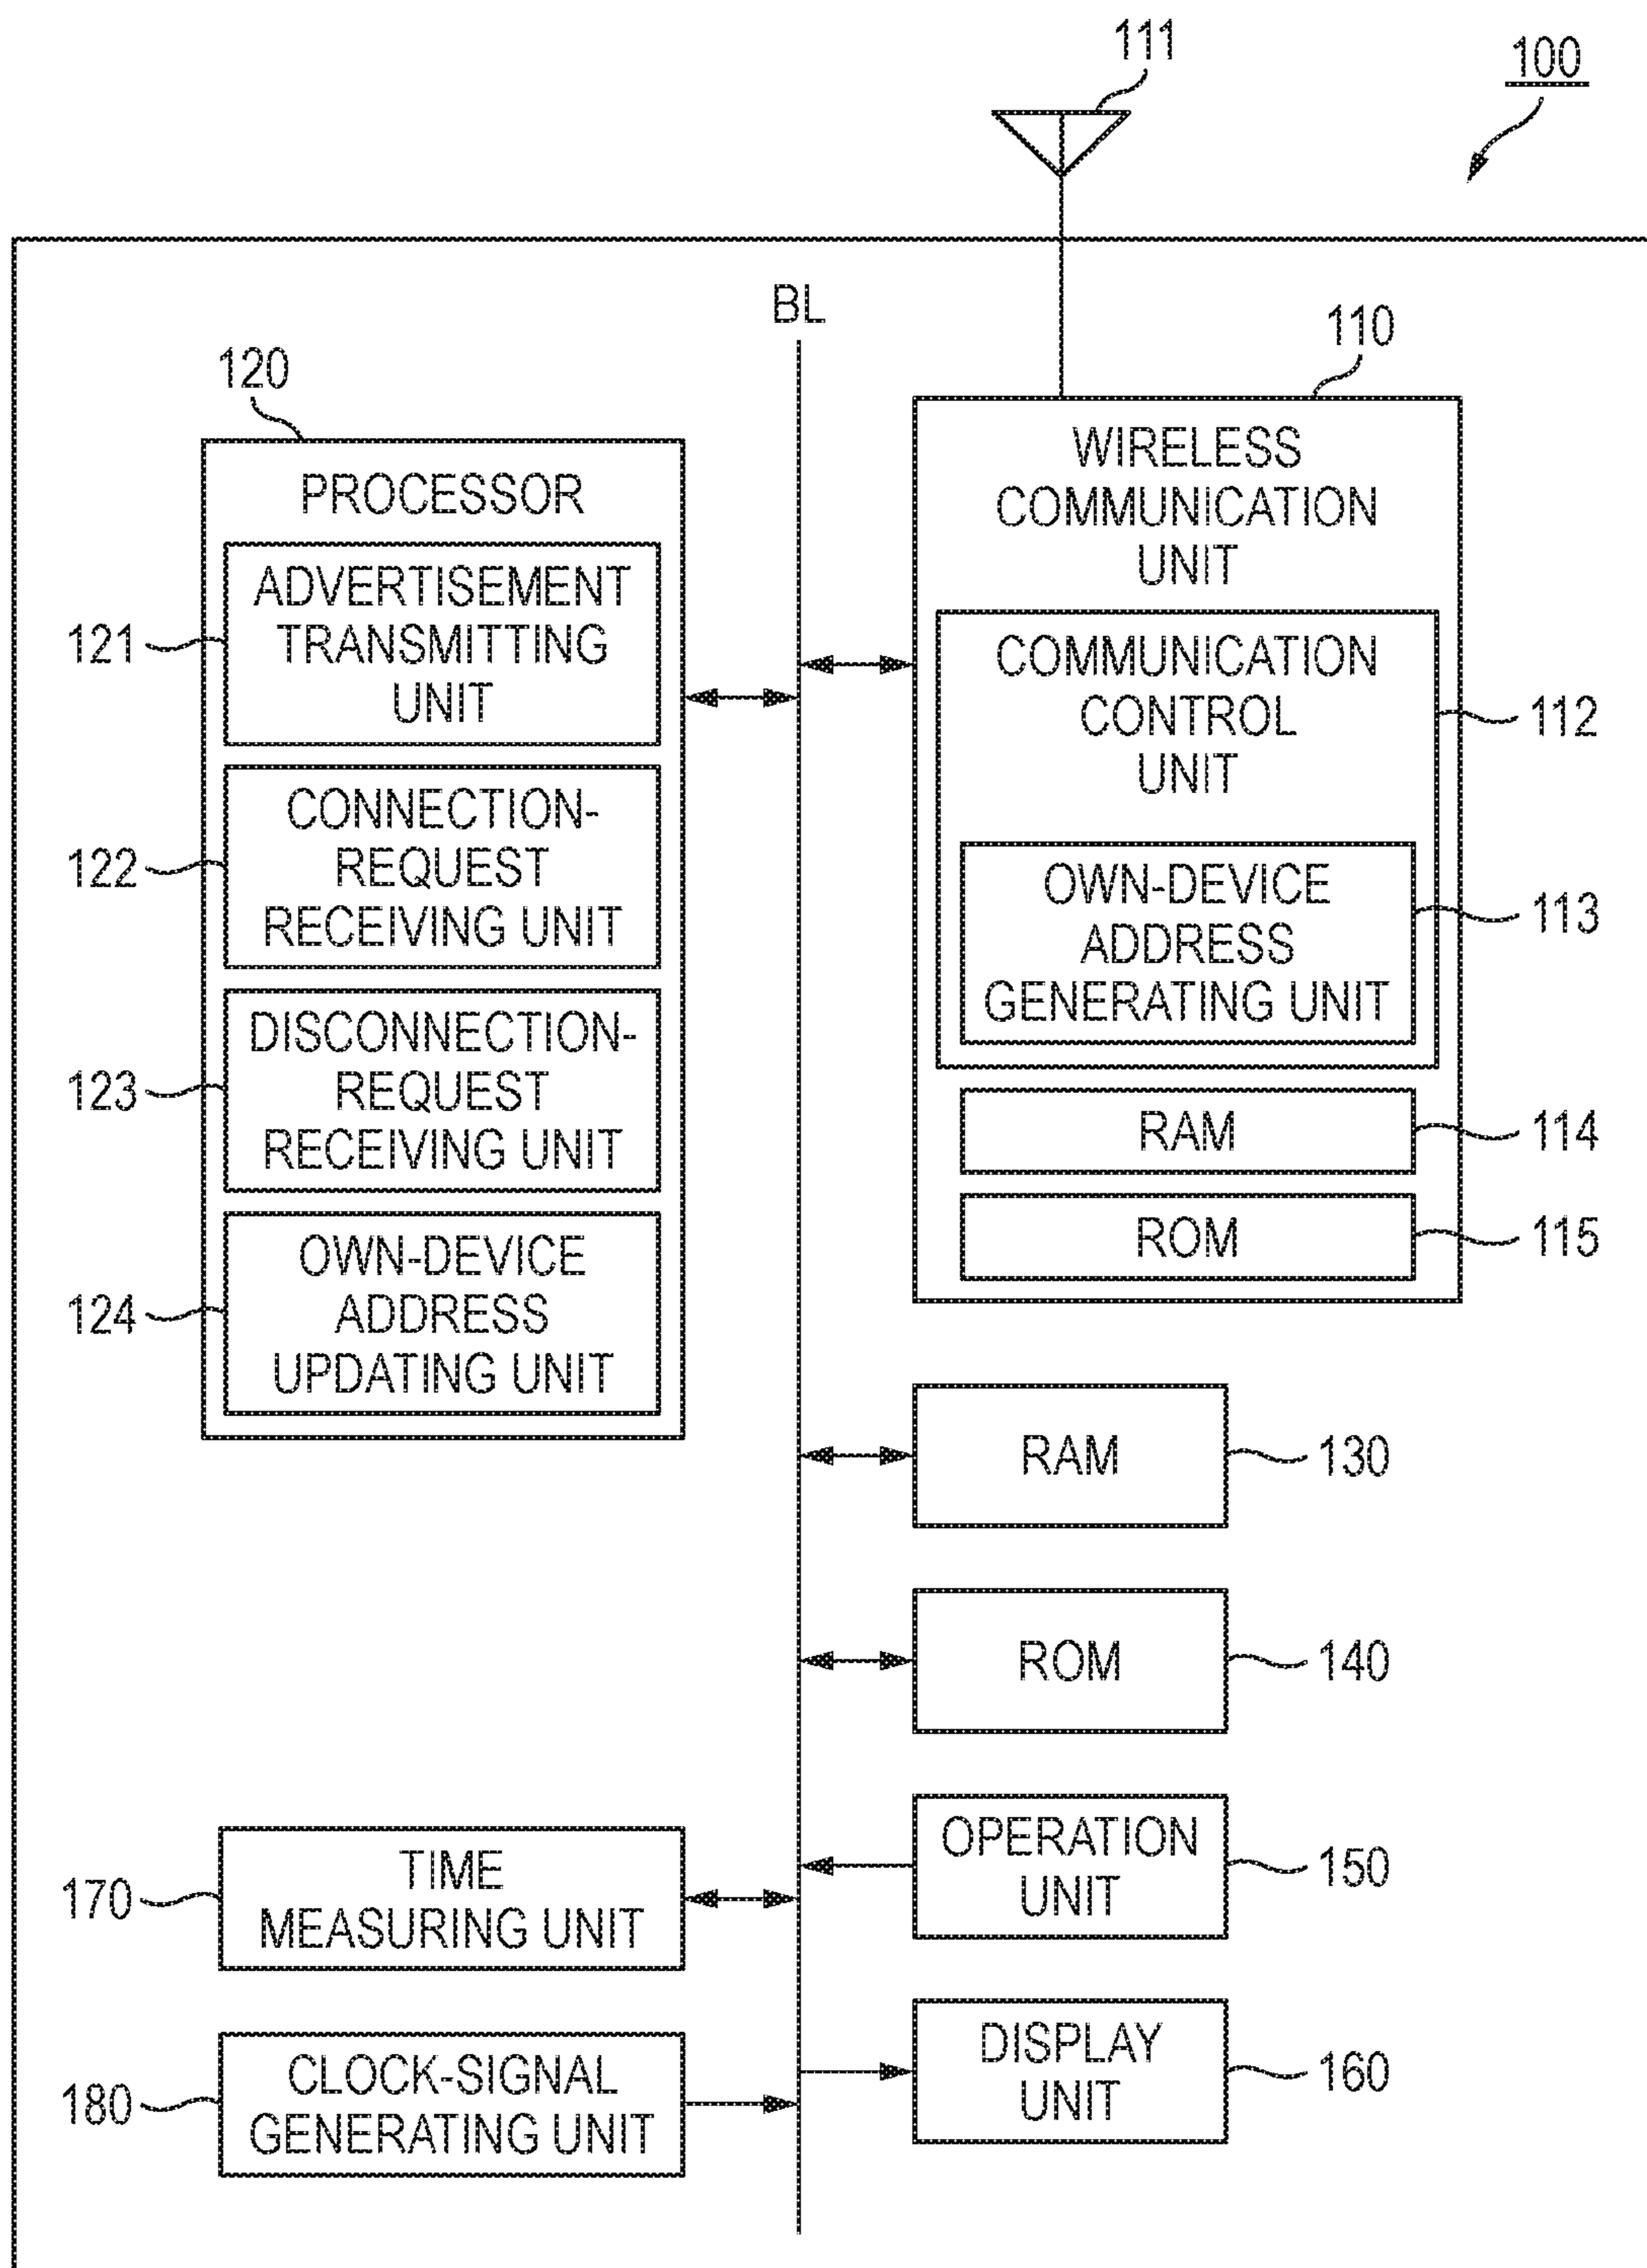 111
100
BL
120
PROCESSOR
121
ADVERTISEMENT
TRANSMITTING
UNIT
122
CONNECTION-
REQUEST
RECEIVING UNIT
123
DISCONNECTION-
REQUEST
RECEIVING UNIT
124
OWN-DEVICE
ADDRESS
UPDATING UNIT
110
WIRELESS
COMMUNICATION
UNIT
COMMUNICATION
CONTROL
UNIT
112
OWN-DEVICE
ADDRESS
GENERATING UNIT
113
RAM
114
ROM
115
RAM
130
ROM
140
OPERATION
UNIT
150
DISPLAY
UNIT
160
170
TIME
MEASURING UNIT
180
CLOCK-SIGNAL
GENERATING UNIT